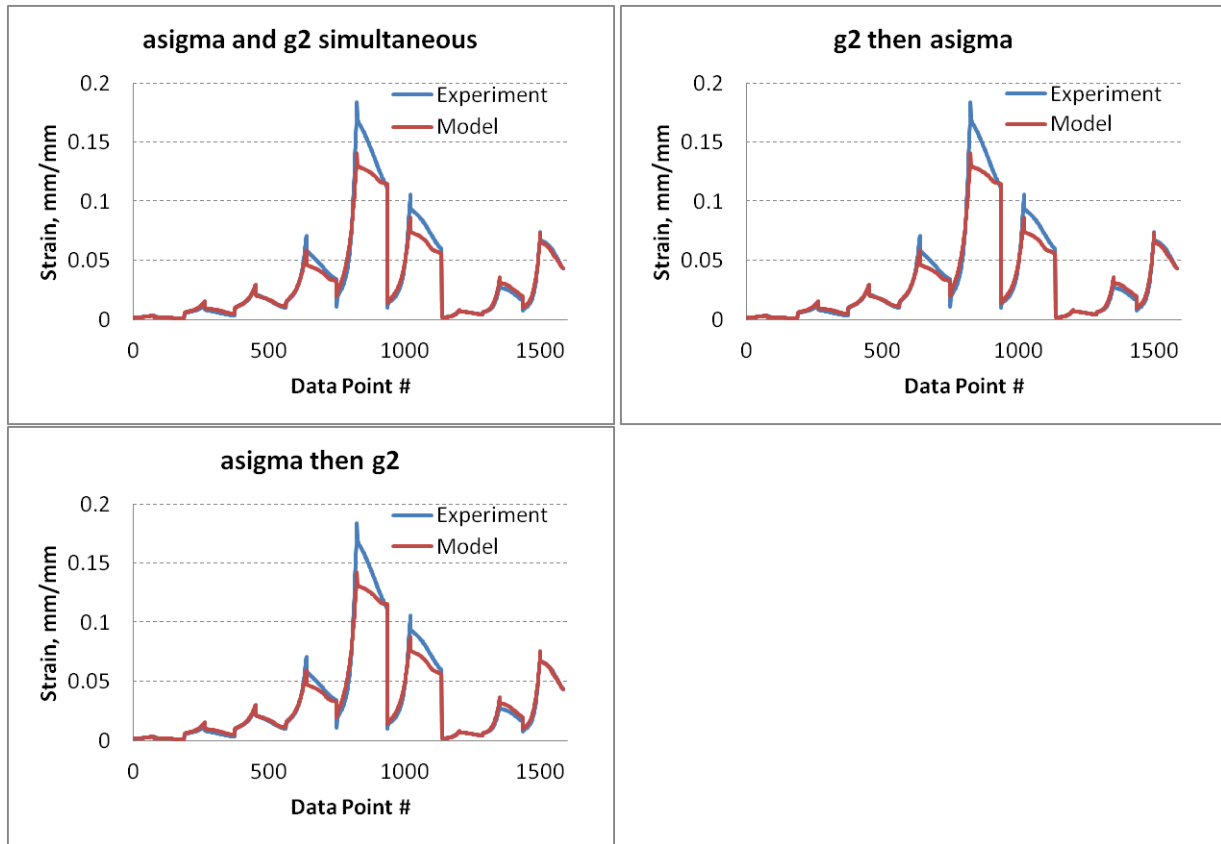 asigma and g2 simultaneous
0.2
Experiment
Model
0.15
0.1
0.05
0
Strain, mm/mm
0 500 1000 1500
Data Point #
g2 then asigma
0.2
Experiment
Model
0.15
0.1
0.05
0
Strain, mm/mm
0 500 1000 1500
Data Point #
asigma then g2
0.2
Experiment
Model
0.15
0.1
0.05
0
Strain, mm/mm
0 500 1000 1500
Data Point #